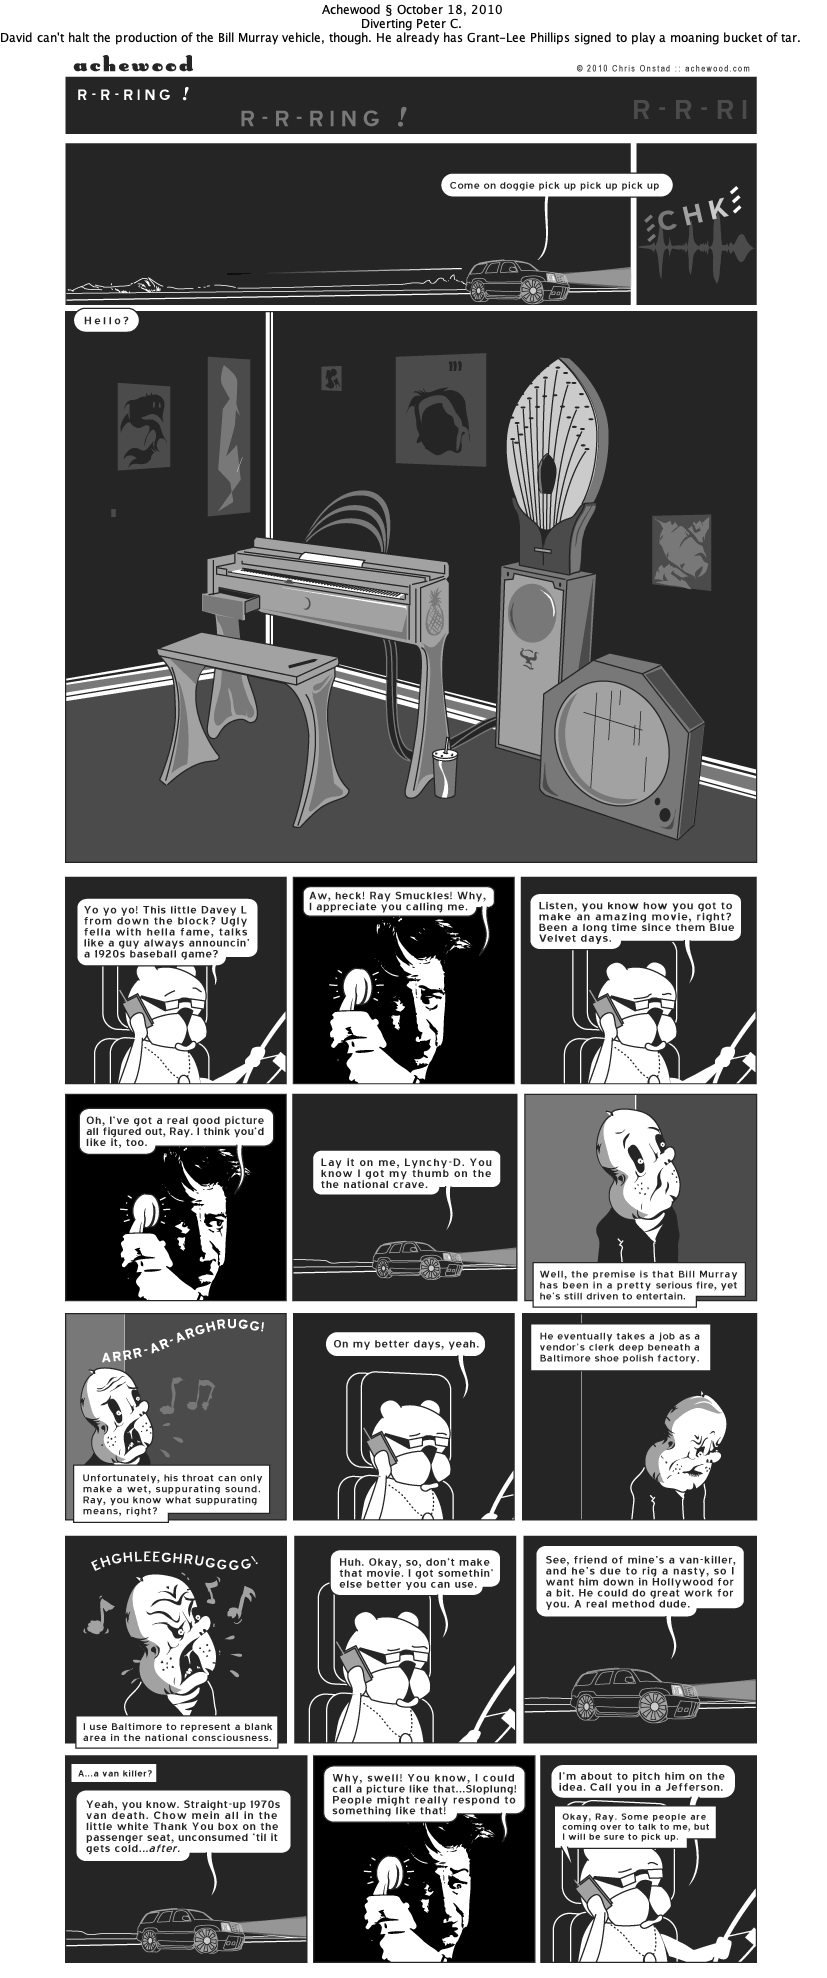 Achewood § October 18, 2010
Diverting Peter C.
David can't halt the production of the Bill Murray vehicle, though. He already has Grant-Lee Phillips signed to play a moaning bucket of tar.
achewood
© 2010 Chris Onstad :: achewood.com
R-R-RING !
R-R-RING !
R-R-RI
Come on doggie pick up pick up pick up
CHK
Hello?
m
Yo yo yo! This little Davey L
from down the block? Ugly
fella with hella fame, talks
like a guy always announcin'
a 1920s baseball game?
Aw, heck! Ray Smuckles! Why,
I appreciate you calling me.
Listen, you know how you got to
make an amazing movie, right?
Been a long time since them Blue
Velvet days.
Oh, I've got a real good picture
all figured out, Ray. I think you'd
like it, too.
Lay it on me, Lynchy-D. You
know I got my thumb on the
the national crave.
Well, the premise is that Bill Murray
has been in a pretty serious fire, yet
he's still driven to entertain.
ARRR-AR-ARGHRUGG!
Unfortunately, his throat can only
make a wet, suppurating sound.
Ray, you know what suppurating
means, right?
On my better days, yeah.
He eventually takes a job as a
vendor's clerk deep beneath a
Baltimore shoe polish factory.
EHGHLEEGHRUGGGG!
I use Baltimore to represent a blank
area in the national consciousness.
Huh. Okay, so, don't make
that movie. I got somethin'
else better you can use.
See, friend of mine's a van-killer,
and he's due to rig a nasty, so I
want him down in Hollywood for
a bit. He could do great work for
you. A real method dude.
A...a van killer?
Yeah, you know. Straight-up 1970s
van death. Chow mein all in the
little white Thank You box on the
passenger seat, unconsumed 'til it
gets cold...after.
Why, swell! You know, I could
call a picture like that...Sloplung!
People might really respond to
something like that!
I'm about to pitch him on the
idea. Call you in a Jefferson.
Okay, Ray. Some people are
coming over to talk to me, but
I will be sure to pick up.